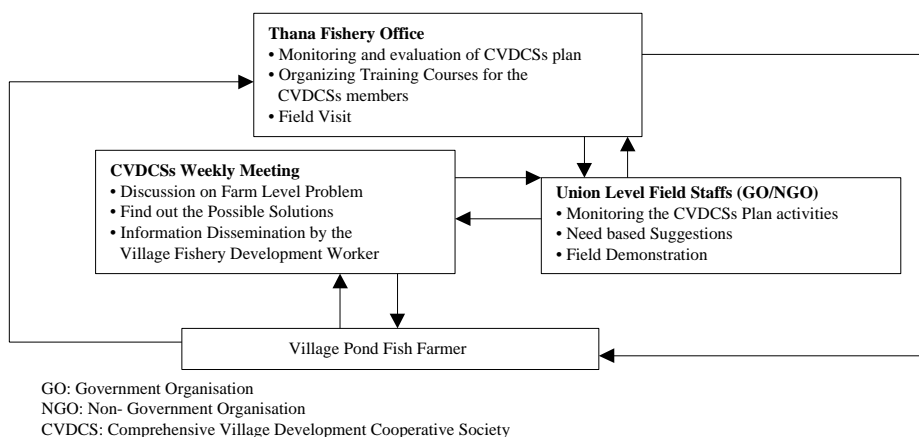 Thana Fishery Office
• Monitoring and evaluation of CVDCSs plan
• Organizing Training Courses for the
CVDCSs members
• Field Visit
CVDCSs Weekly Meeting
• Discussion on Farm Level Problem
• Find out the Possible Solutions
• Information Dissemination by the
Village Fishery Development Worker
Union Level Field Staffs (GO/NGO)
• Monitoring the CVDCSs Plan activities
• Need based Suggestions
• Field Demonstration
Village Pond Fish Farmer
GO: Government Organisation
NGO: Non- Government Organisation
CVDCS: Comprehensive Village Development Cooperative Society